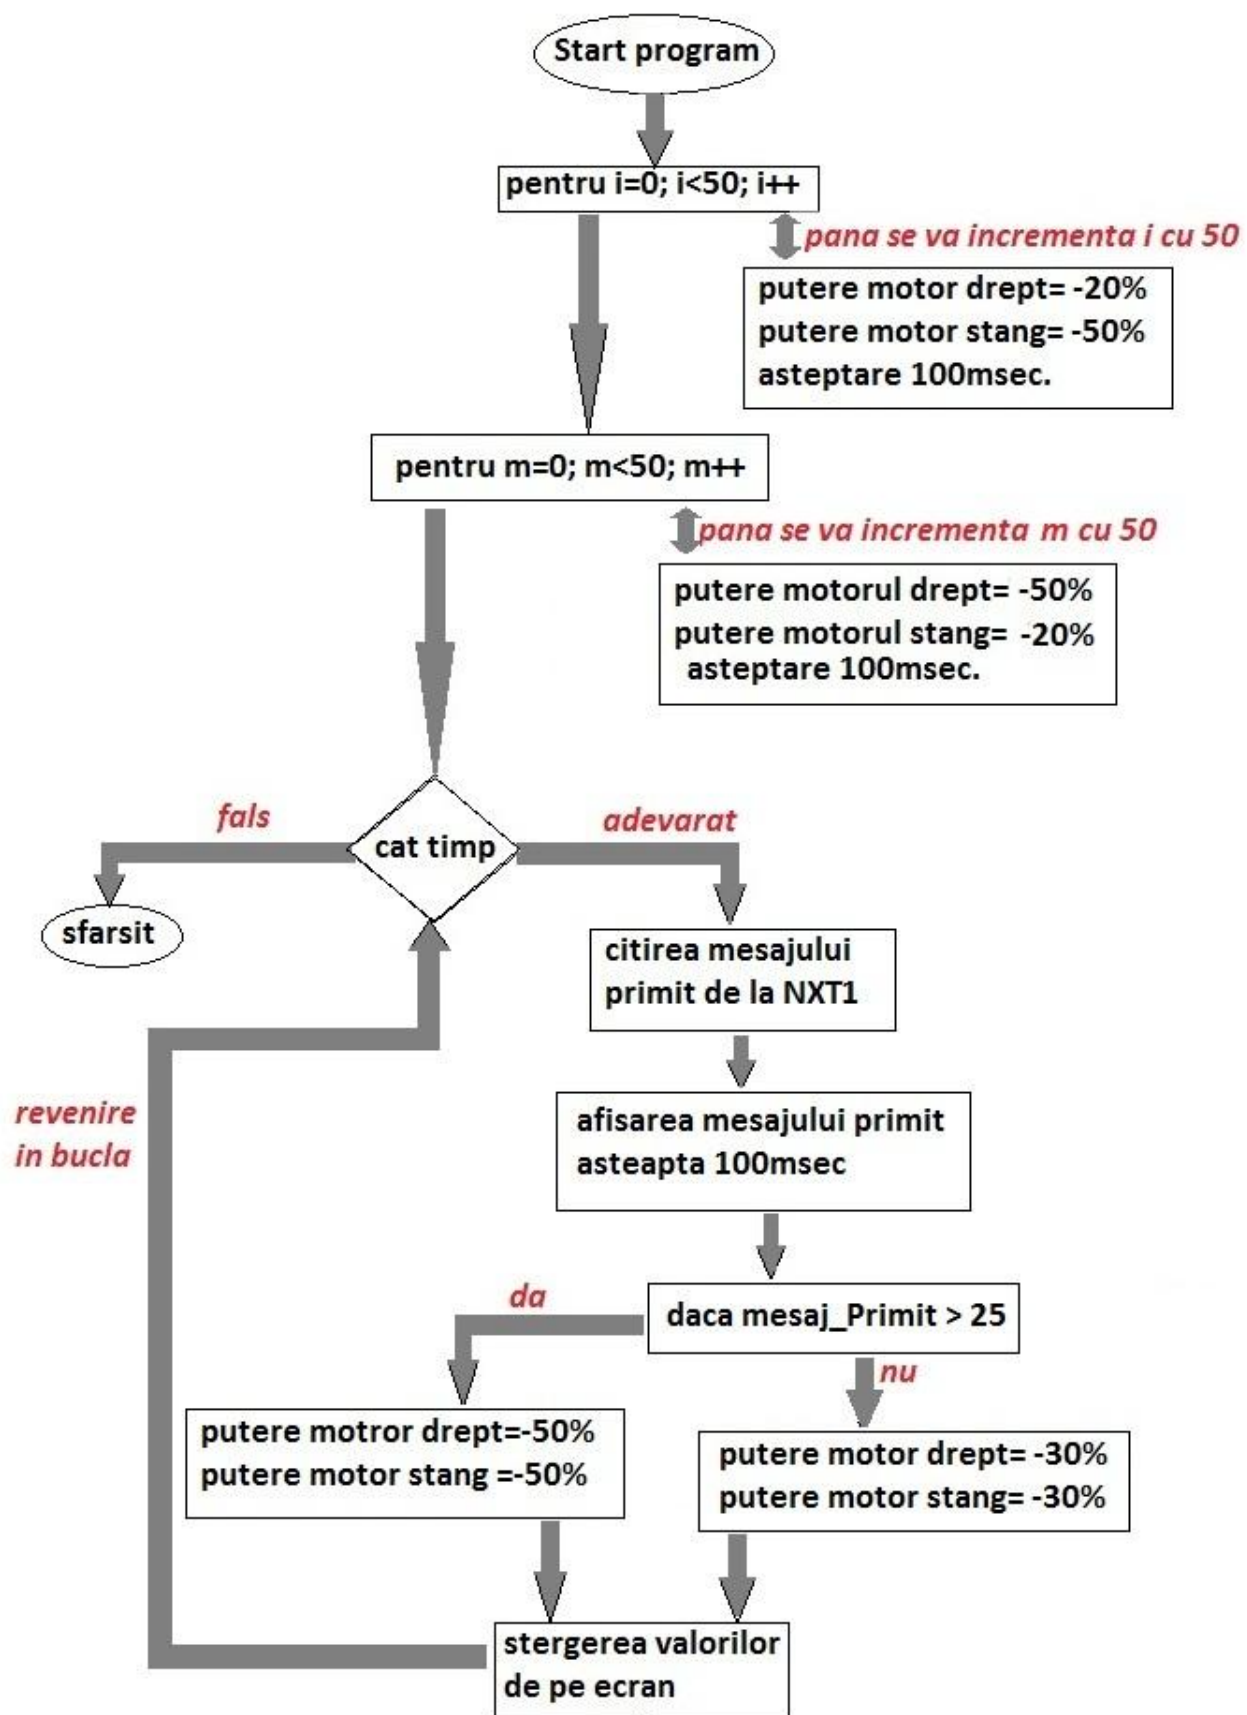 Start program
pentru i=0; i<50; i++
pana se va incrementa i cu 50
putere motor drept= -20%
putere motor stang= -50%
asteptare 100msec.
pentru m=0; m<50; m++
pana se va incrementa m cu 50
putere motorul drept= -50%
putere motorul stang= -20%
asteptare 100msec.
fals
cat timp
adevarat
sfarsit
citirea mesajului
primit de la NXT1
revenire
in bucla
afisarea mesajului primit
asteapta 100msec
da
daca mesaj_Primit > 25
nu
putere motror drept=-50%
putere motor stang =-50%
putere motor drept= -30%
putere motor stang= -30%
stergerea valorilor
de pe ecran